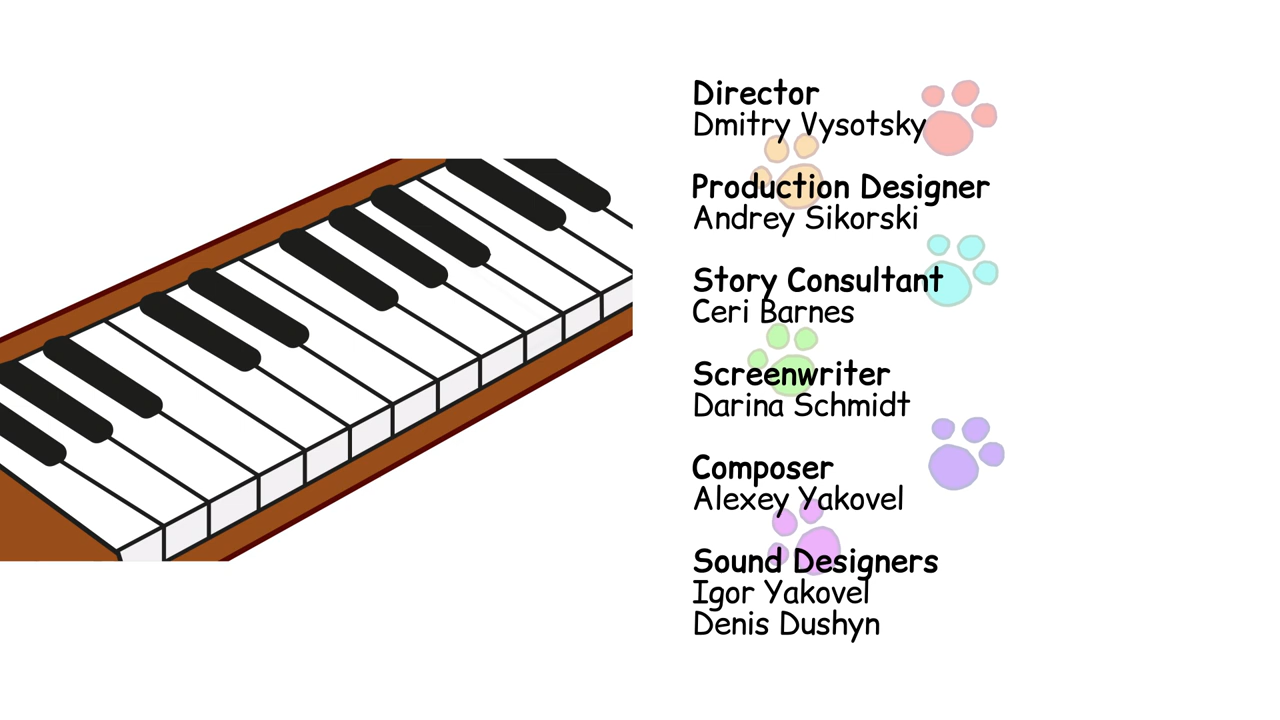 Director
Dmitry Vysotsky
Production Designer
Andrey Sikorski
Story Consultant
Ceri Barnes
Screenwriter
Darina Schmidt
Composer
Alexey Yakovel
Sound Designers
Igor Yakovel
Denis Dushyn